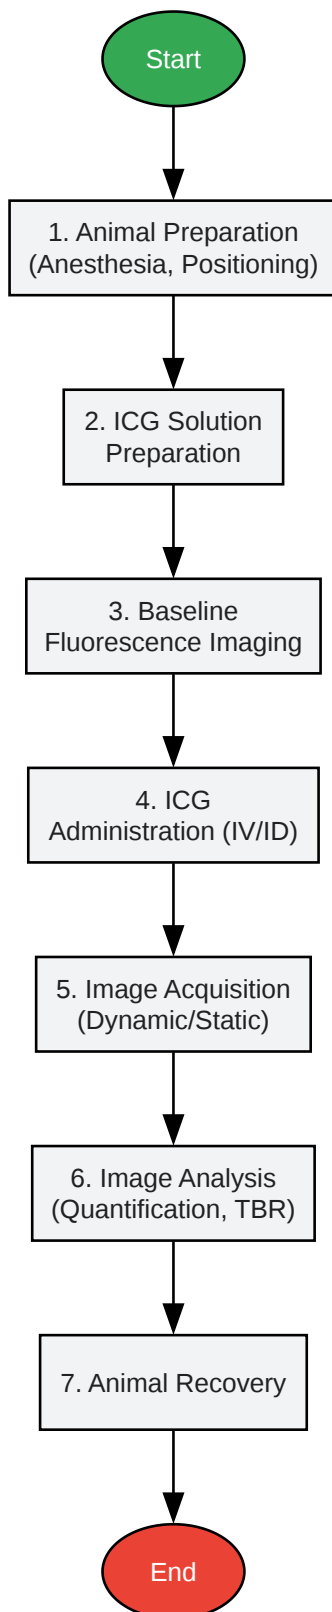 Start
1. Animal Preparation
(Anesthesia, Positioning)
2. ICG Solution
Preparation
3. Baseline
Fluorescence Imaging
4. ICG
Administration (IV/ID)
5. Image Acquisition
(Dynamic/Static)
6. Image Analysis
(Quantification, TBR)
7. Animal Recovery
End